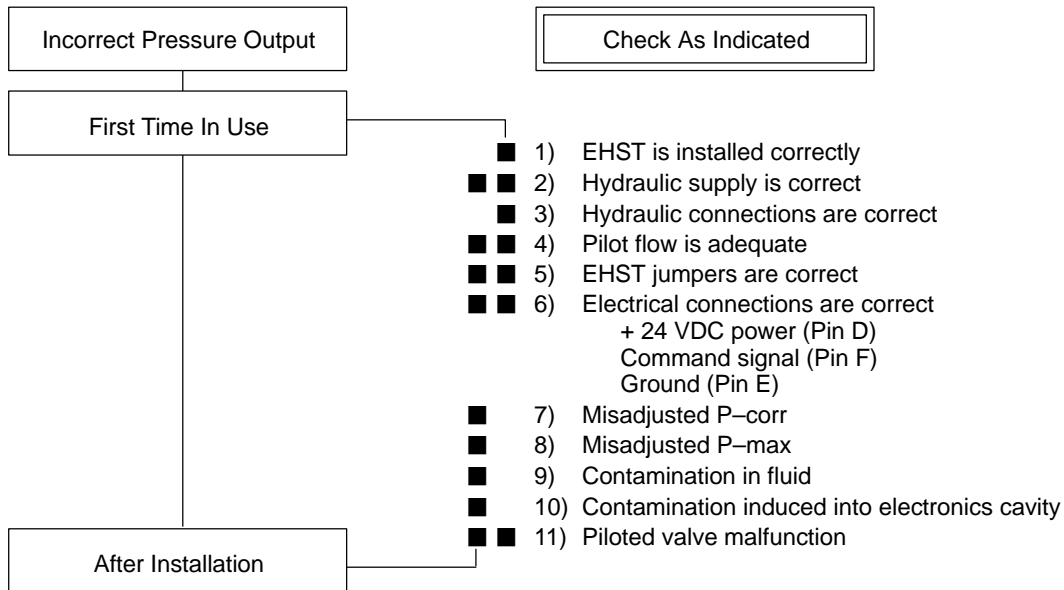 Incorrect Pressure Output
Check As Indicated
First Time In Use
1) EHST is installed correctly
2) Hydraulic supply is correct
3) Hydraulic connections are correct
4) Pilot flow is adequate
5) EHST jumpers are correct
6) Electrical connections are correct
+ 24 VDC power (Pin D)
Command signal (Pin F)
Ground (Pin E)
7) Misadjusted P–corr
8) Misadjusted P–max
9) Contamination in fluid
10) Contamination induced into electronics cavity
11) Piloted valve malfunction
After Installation